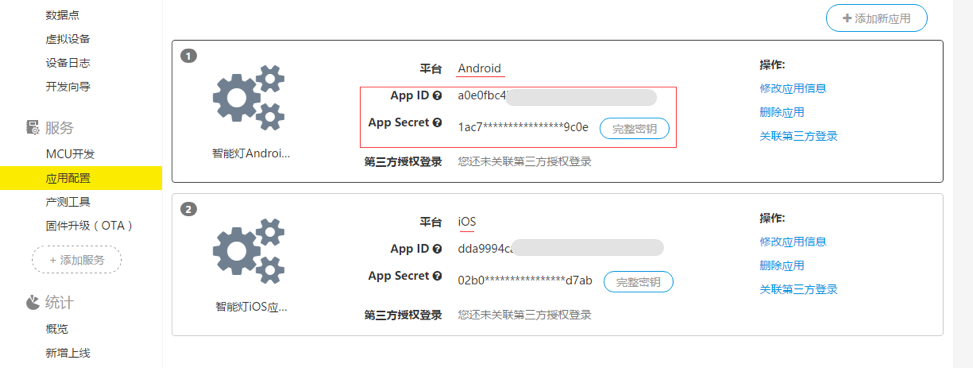 数据点
虚拟设备
设备日志
开发向导
服务
MCU开发
应用配置
产测工具
固件升级（OTA）
+ 添加服务
统计
概览
新增上线
+ 添加新应用
1
智能灯Androi...
平台 Android
App ID ? a0e0fbc4
App Secret ? 1ac7****************9c0e 完整密钥
第三方授权登录 您还未关联第三方授权登录
操作:
修改应用信息
删除应用
关联第三方登录
2
智能灯iOS应...
平台 iOS
App ID ? dda9994c
App Secret ? 02b0****************d7ab 完整密钥
第三方授权登录 您还未关联第三方授权登录
操作:
修改应用信息
删除应用
关联第三方登录